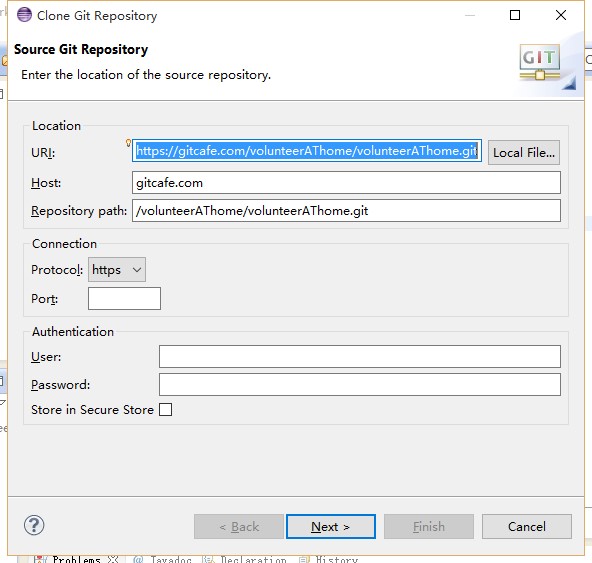 Clone Git Repository
Source Git Repository
Enter the location of the source repository.
GIT
Location
URI:
https://gitcafe.com/volunteerAThome/volunteerAThome.git
Local File...
Host:
gitcafe.com
Repository path:
/volunteerAThome/volunteerAThome.git
Connection
Protocol:
https
Port:
Authentication
User:
Password:
Store in Secure Store
?
< Back
Next >
Finish
Cancel
Problems
@ Javadoc
Declaration
History